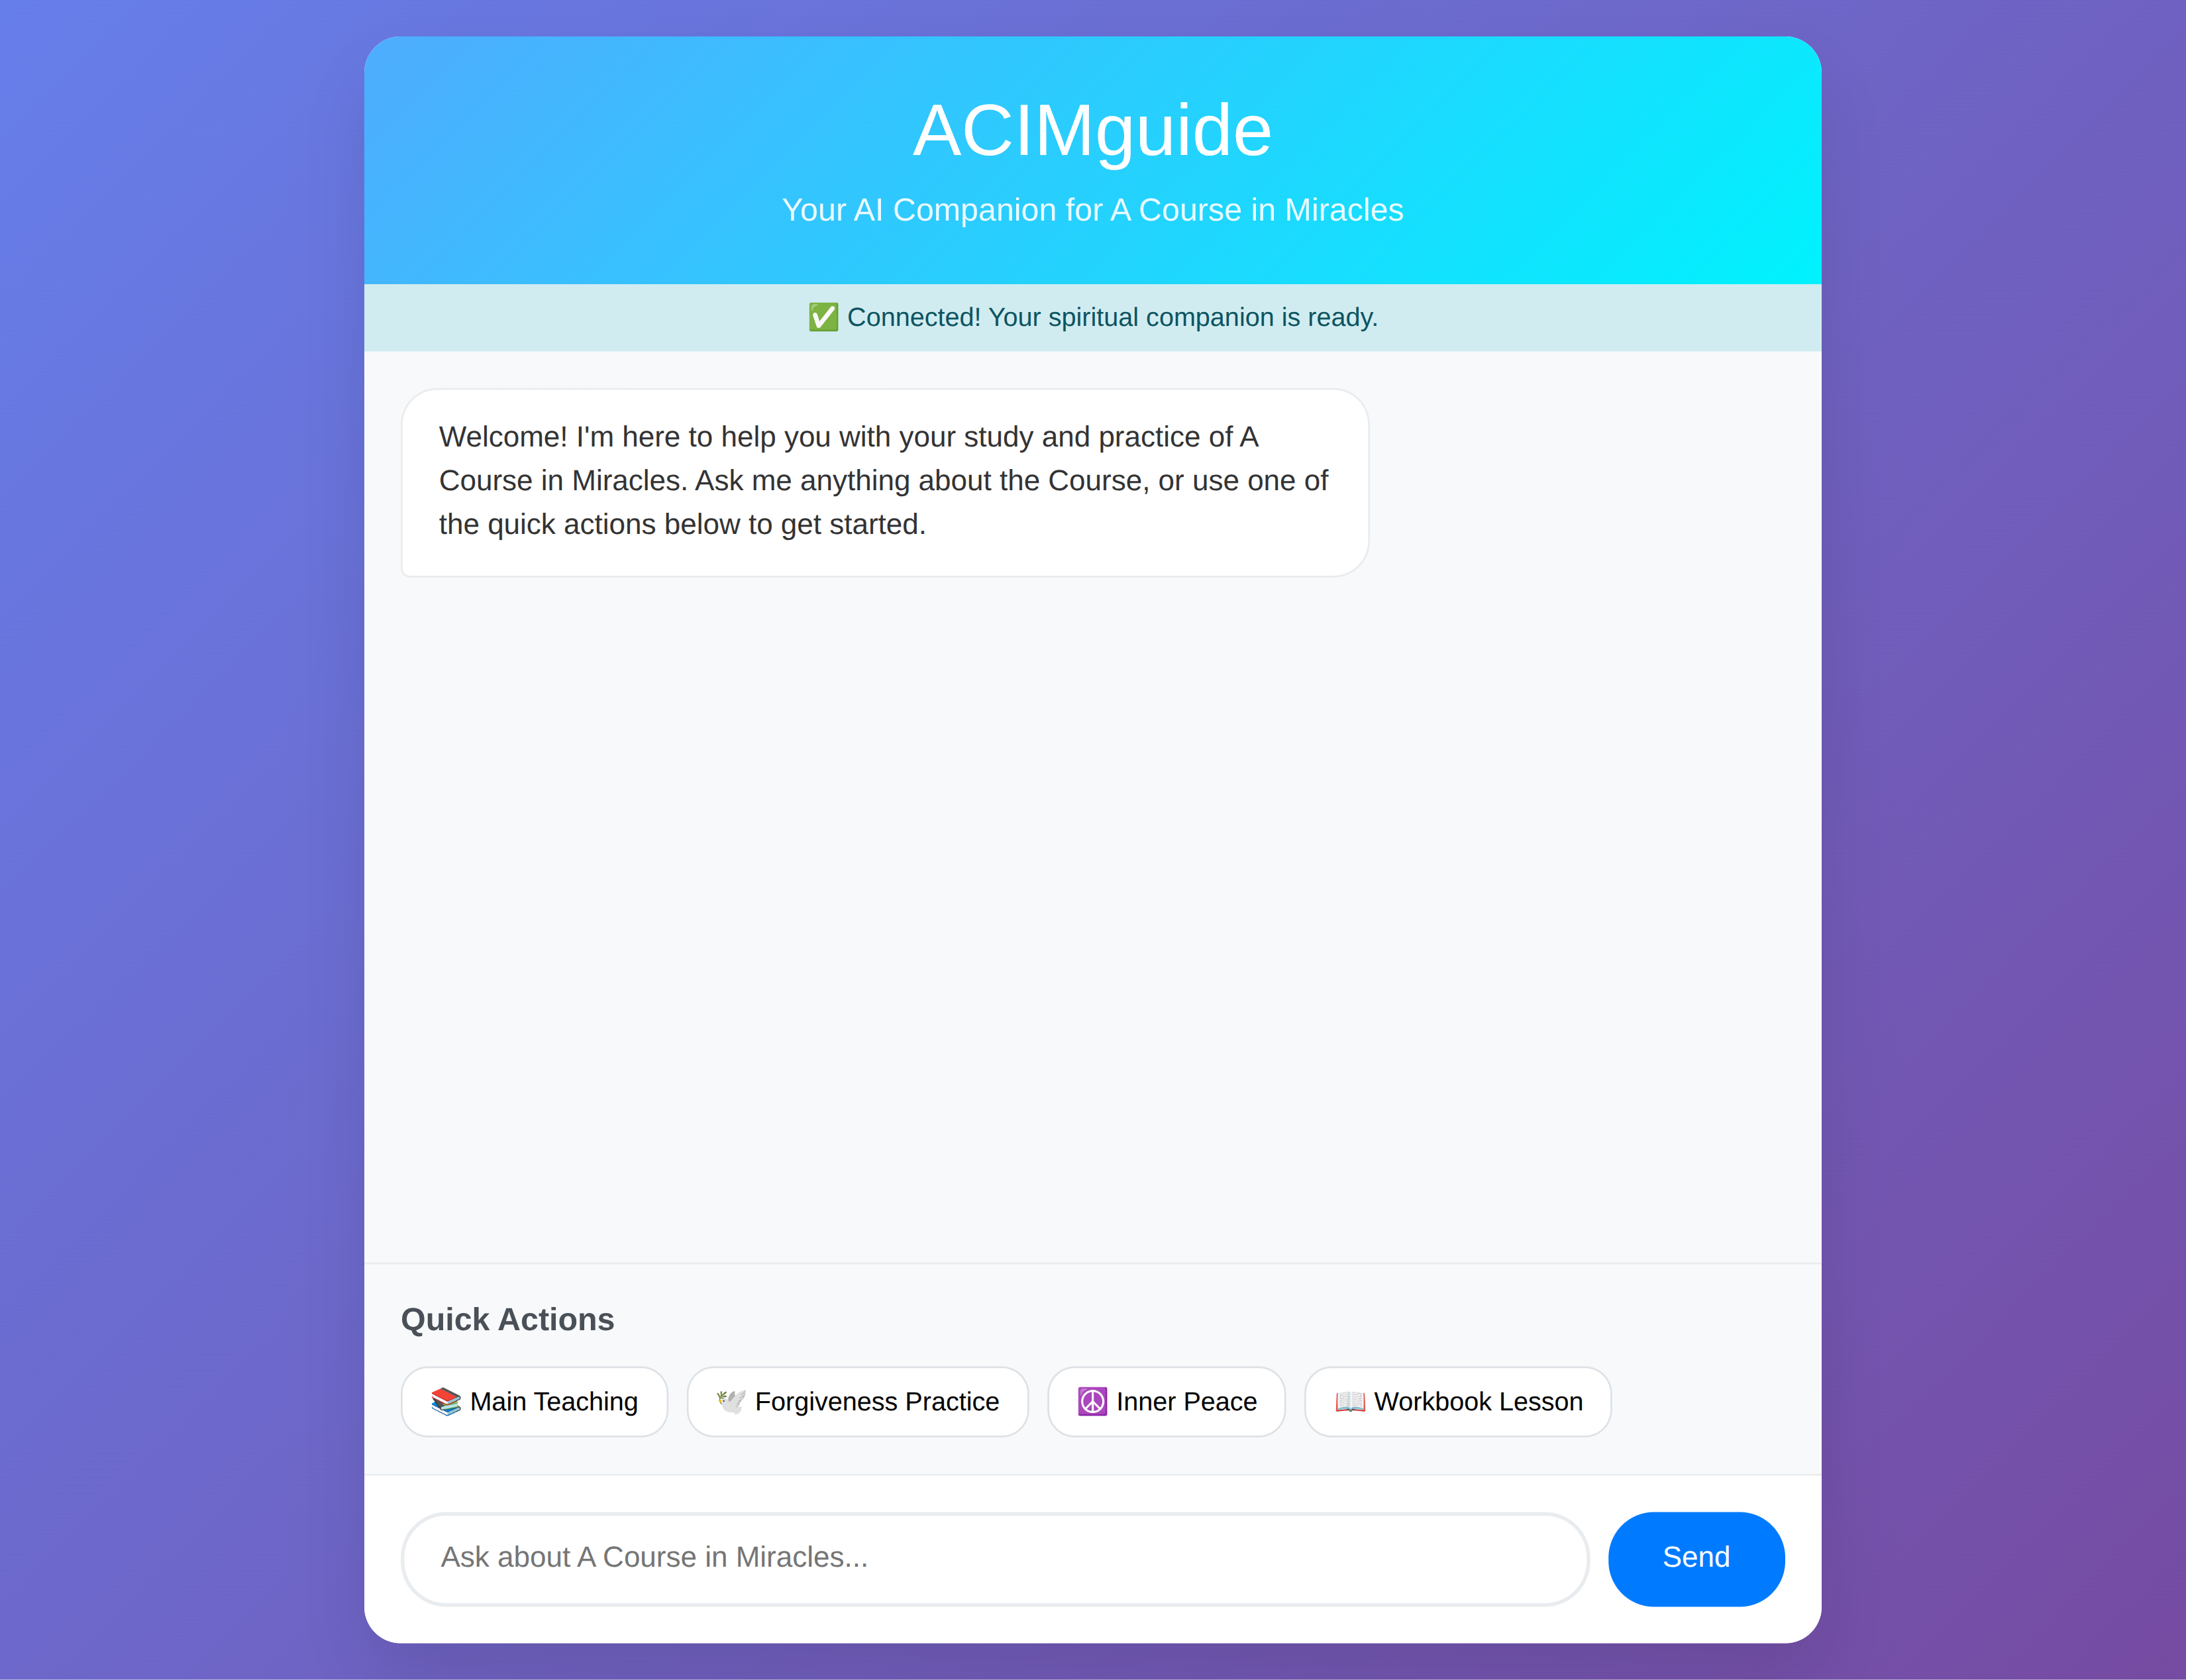 ACIMguide
Your AI Companion for A Course in Miracles
✅ Connected! Your spiritual companion is ready.
Welcome! I'm here to help you with your study and practice of A
Course in Miracles. Ask me anything about the Course, or use one of
the quick actions below to get started.
Quick Actions
📚 Main Teaching
🕊️ Forgiveness Practice
☮️ Inner Peace
📖 Workbook Lesson
Ask about A Course in Miracles...
Send